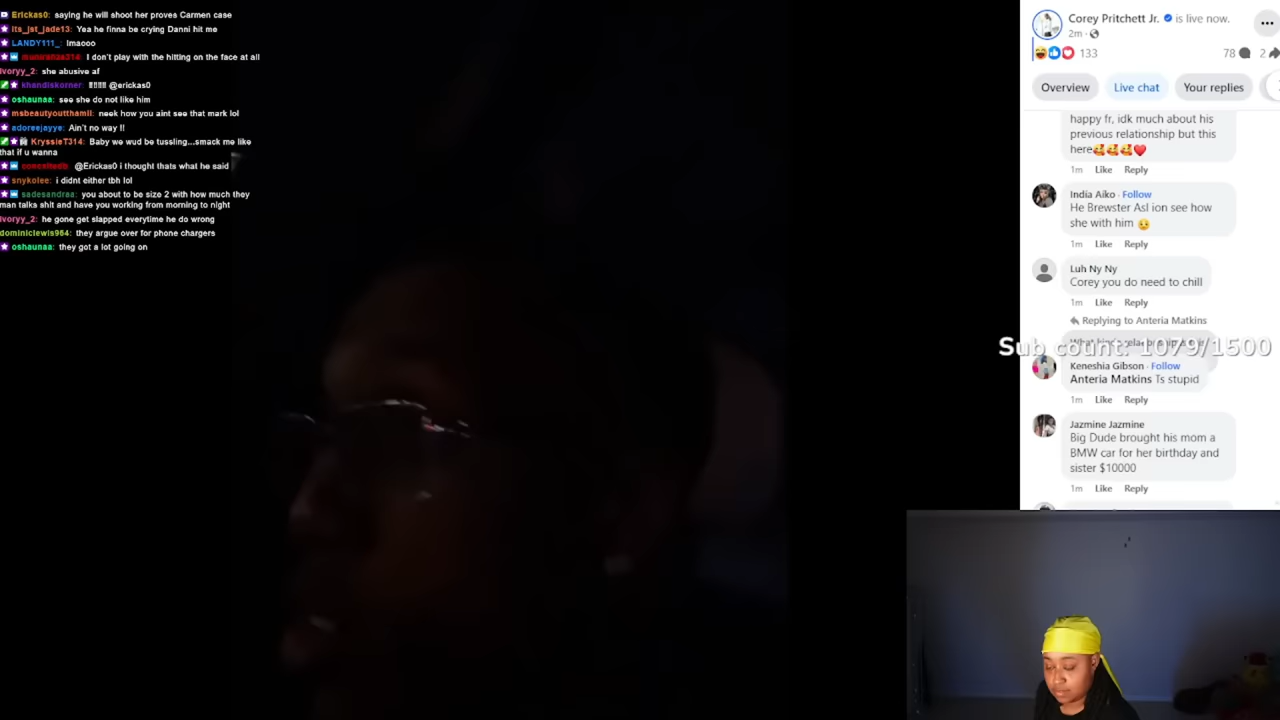 Erickas0: saying he will shoot her proves Carmen case
its_jst_jade13: Yea he finna be crying Danni hit me
LANDY111_: lmaooo
I don't play with the hitting on the face at all
Ivoryy_2: she abusive af
khandiskorner: !!!!!!! @erickas0
oshaunaa: see she do not like him
msbeautyoutthamil: neek how you aint see that mark lol
adoreejayye: Ain't no way !!
KryssieT314: Baby we wud be tussling...smack me like
that if u wanna
@Erickas0 i thought thats what he said
snykolee: i didnt either tbh lol
sadesandraa: you about to be size 2 with how much they
man talks shit and have you working from morning to night
Ivoryy_2: he gone get slapped everytime he do wrong
dominiclewis964: they argue over for phone chargers
oshaunaa: they got a lot going on
Corey Pritchett Jr. is live now.
2m
133
78
2
Overview
Live chat
Your replies
happy fr, idk much about his
previous relationship but this
here
1m Like Reply
India Aiko · Follow
He Brewster Asl ion see how
she with him
1m Like Reply
Luh Ny Ny
Corey you do need to chill
1m Like Reply
Replying to Anteria Matkins
Sub count: 1079/1500
Keneshia Gibson · Follow
Anteria Matkins Ts stupid
1m Like Reply
Jazmine Jazmine
Big Dude brought his mom a
BMW car for her birthday and
sister $10000
1m Like Reply